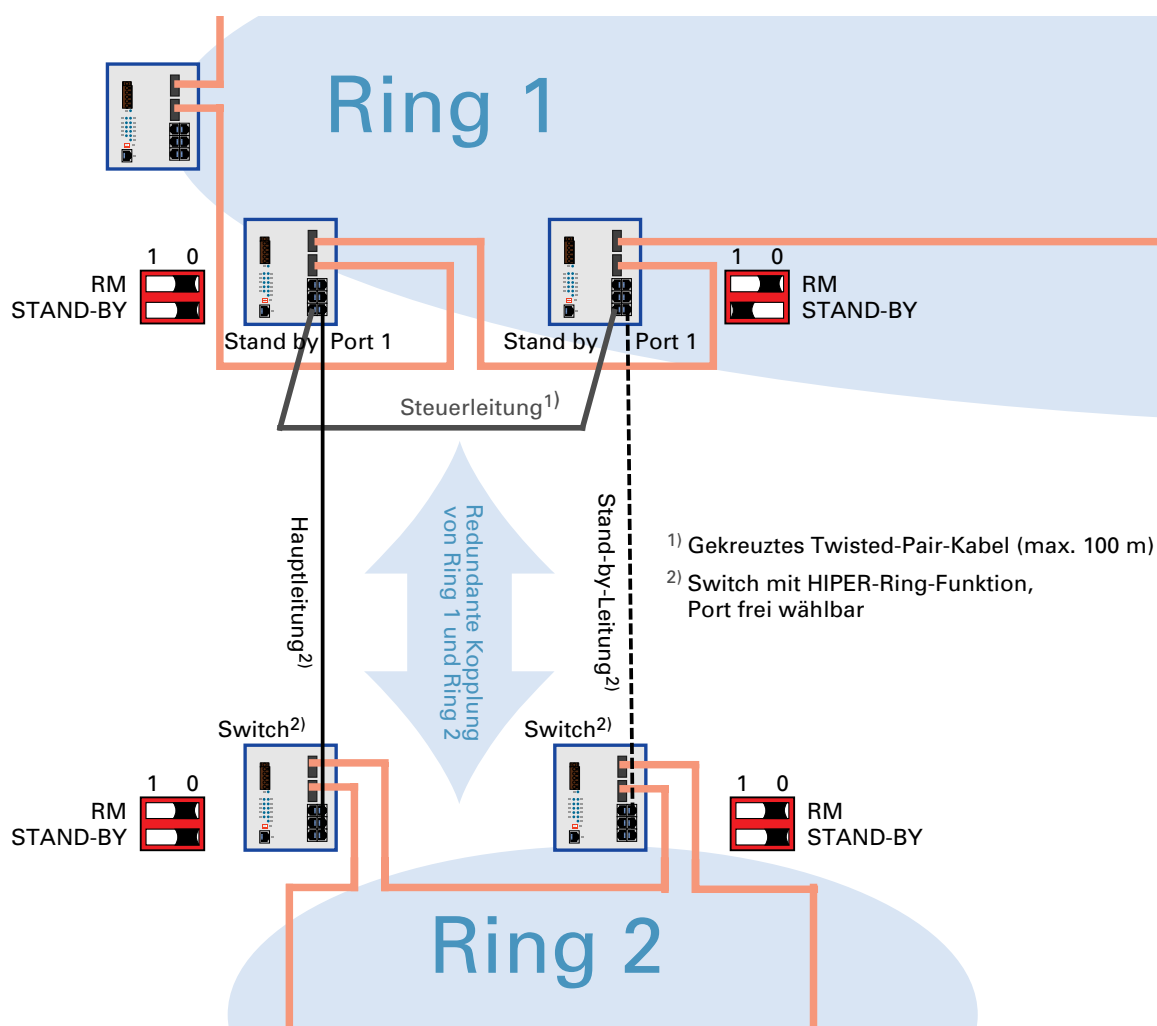 Ring 1
1 0
RM
STAND-BY
1 0
RM
STAND-BY
Stand by Port 1
Stand by Port 1
Steuerleitung1)
Hauptleitung2)
Redundante Kopplung
von Ring 1 und Ring 2
Stand-by-Leitung2)
1) Gekreuztes Twisted-Pair-Kabel (max. 100 m)
2) Switch mit HIPER-Ring-Funktion,
Port frei wählbar
Switch2)
Switch2)
1 0
RM
STAND-BY
1 0
RM
STAND-BY
Ring 2